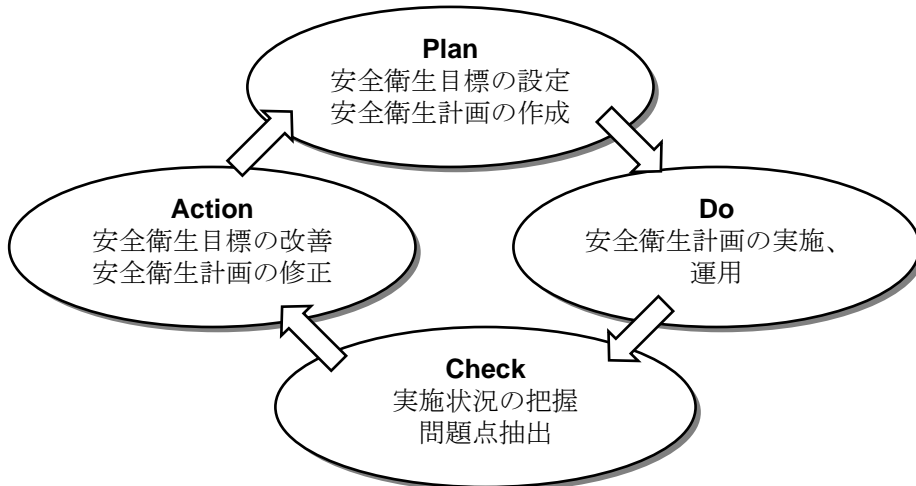 Plan
安全衛生目標の設定
安全衛生計画の作成
Action
安全衛生目標の改善
安全衛生計画の修正
Do
安全衛生計画の実施、
運用
Check
実施状況の把握
問題点抽出